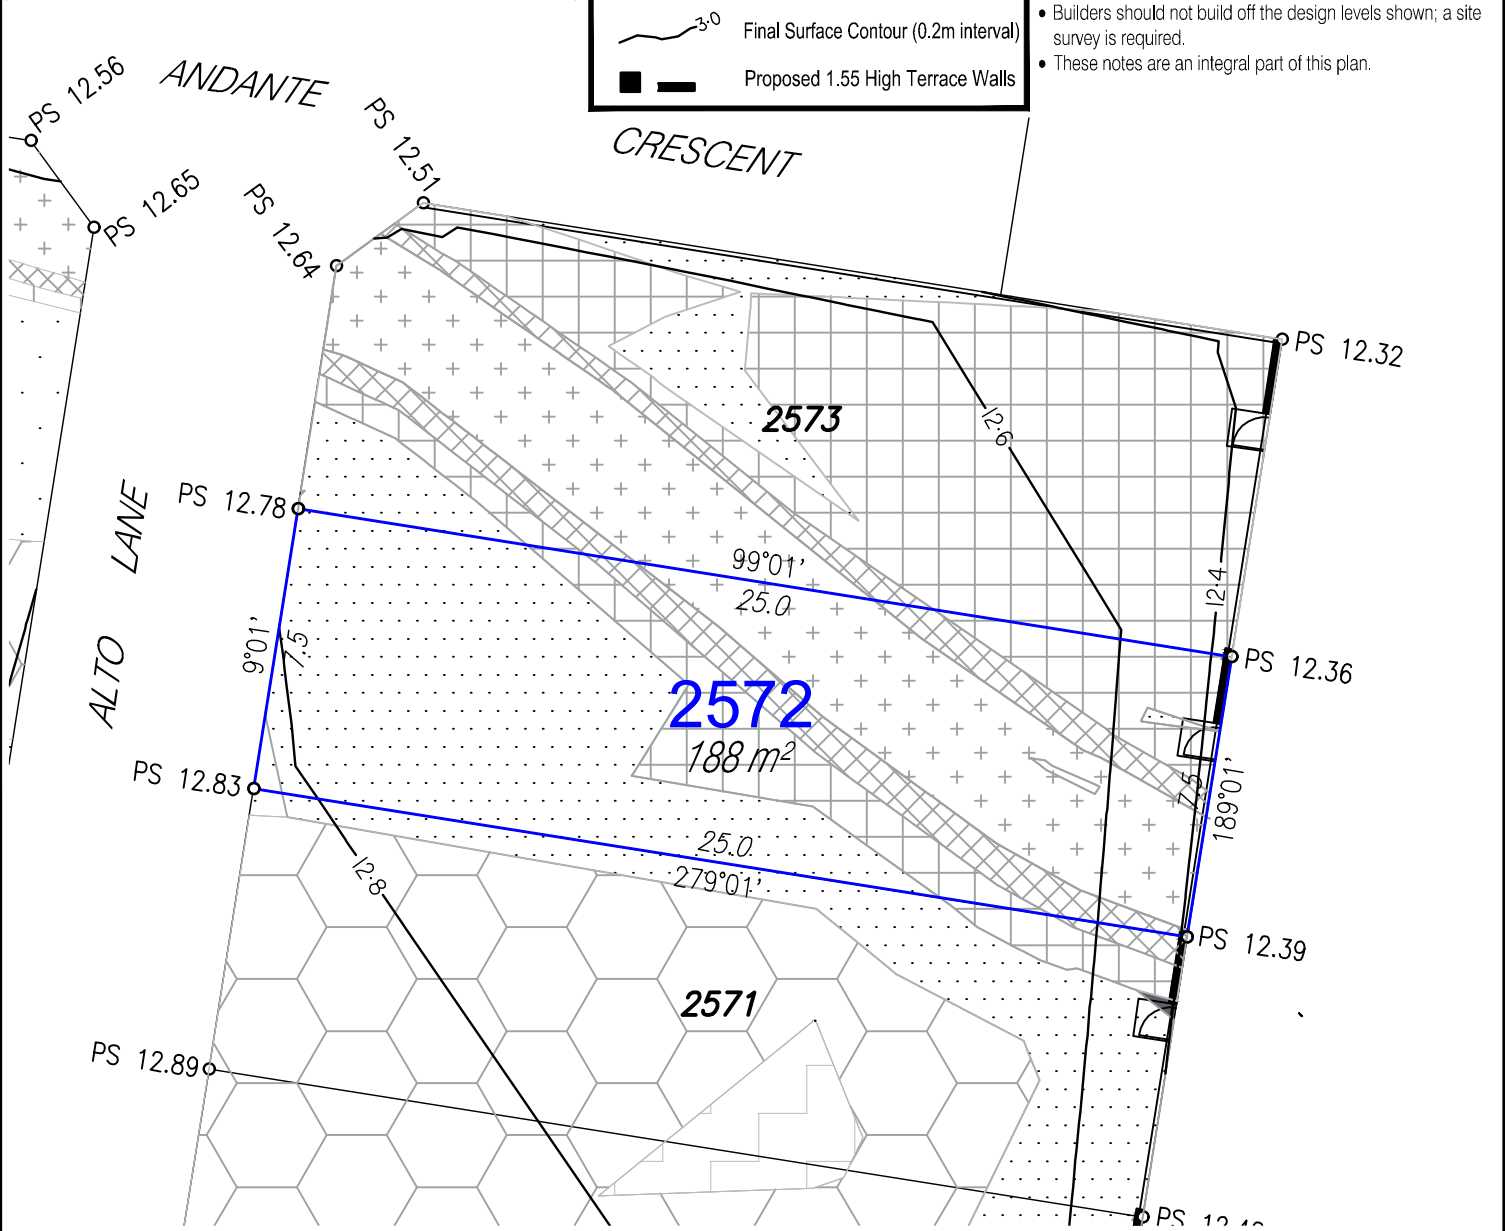 3·0 Final Surface Contour (0.2m interval)
Proposed 1.55 High Terrace Walls
• Builders should not build off the design levels shown; a site
survey is required.
• These notes are an integral part of this plan.
ANDANTE
CRESCENT
PS 12.56
PS 12.65
PS 12.51
PS 12.64
PS 12.32
2573
12·6
PS 12.78
99°01'
25.0
12·4
PS 12.36
ALTO LANE
9°01'
7.5
2572
188 m²
7.5
189°01'
PS 12.83
25.0
279°01'
12·8
PS 12.39
2571
PS 12.89